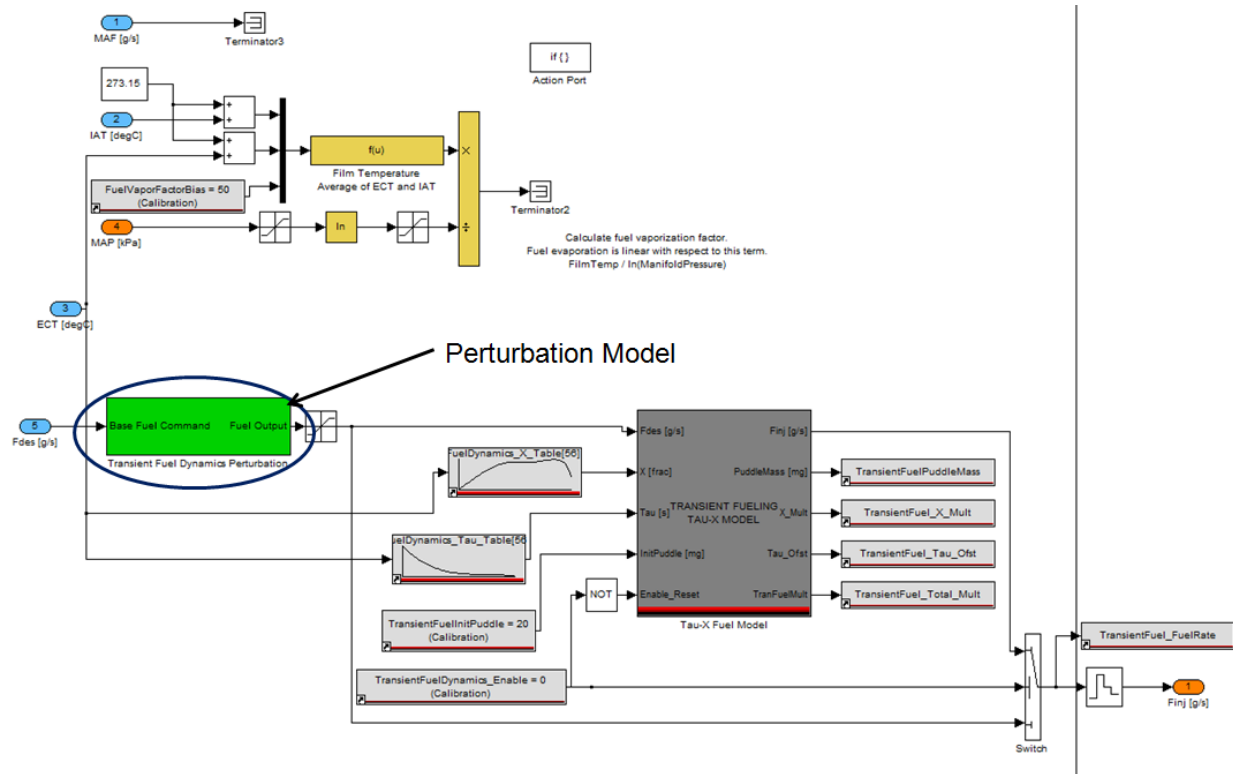 1
MAF [g/s]
Terminator3
if { }
Action Port
273.15
+
+
2
IAT [degC]
+
+
f(u)
×
Film Temperature
Average of ECT and IAT
FuelVaporFactorBias = 50
(Calibration)
Terminator2
4
MAP [kPa]
ln
÷
Calculate fuel vaporization factor.
Fuel evaporation is linear with respect to this term.
FilmTemp / ln(ManifoldPressure)
3
ECT [degC]
Perturbation Model
5
Fdes [g/s]
Base Fuel Command
Fuel Output
Transient Fuel Dynamics Perturbation
FuelDynamics_X_Table[56]
uelDynamics_Tau_Table[56
Fdes [g/s]
Finj [g/s]
X [frac]
PuddleMass [mg]
TRANSIENT FUELING
TAU-X MODEL
Tau [s]
X_Mult
InitPuddle [mg]
Tau_Ofst
Enable_Reset
TranFuelMult
Tau-X Fuel Model
TransientFuelPuddleMass
TransientFuel_X_Mult
TransientFuel_Tau_Ofst
TransientFuel_Total_Mult
NOT
TransientFuelInitPuddle = 20
(Calibration)
TransientFuelDynamics_Enable = 0
(Calibration)
Switch
TransientFuel_FuelRate
1
Finj [g/s]